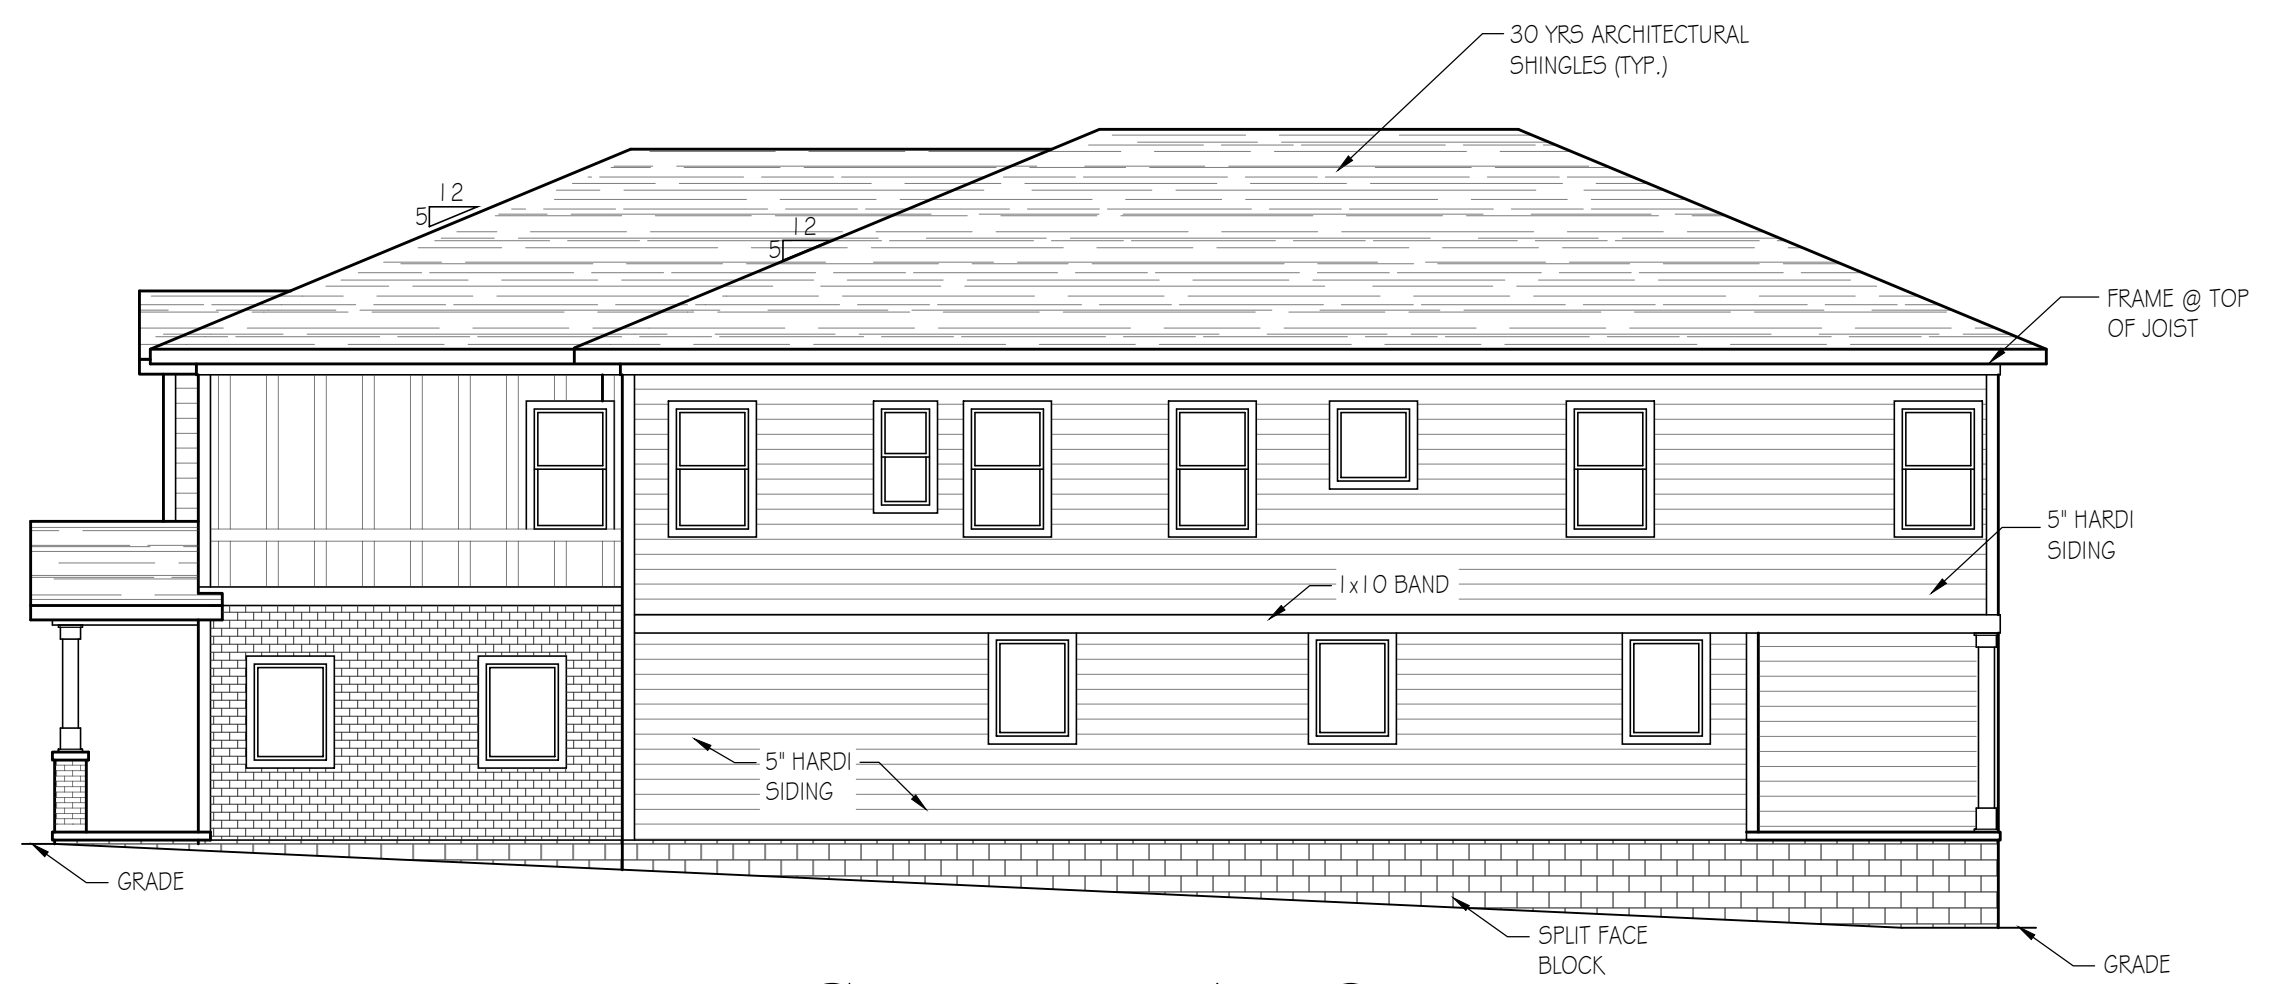 30 YRS ARCHITECTURAL
SHINGLES (TYP.)
12
5
12
5
FRAME @ TOP
OF JOIST
5" HARDI
SIDING
1x10 BAND
5" HARDI
SIDING
GRADE
SPLIT FACE
BLOCK
GRADE